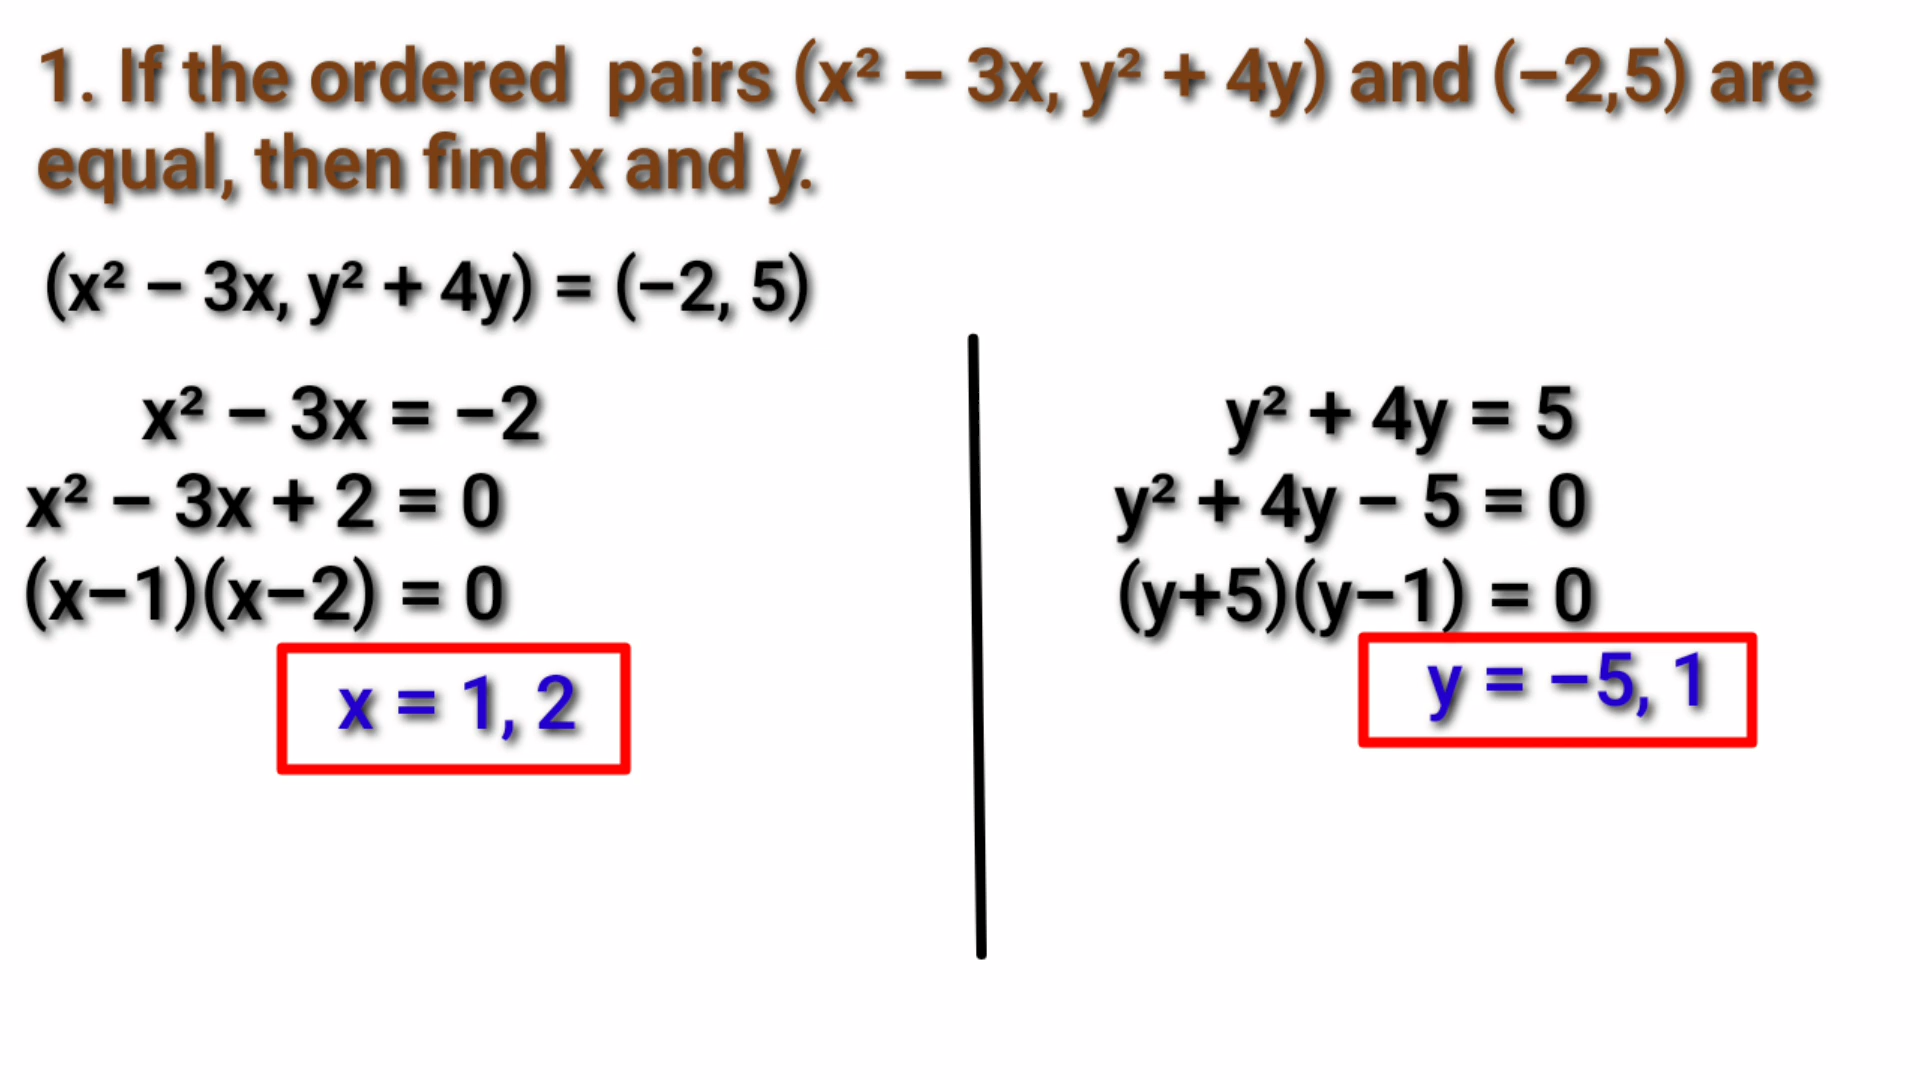 1. If the ordered pairs (x² − 3x, y² + 4y) and (−2,5) are
equal, then find x and y.
(x² − 3x, y² + 4y) = (−2, 5)
x² − 3x = −2
x² − 3x + 2 = 0
(x−1)(x−2) = 0
x = 1, 2
y² + 4y = 5
y² + 4y − 5 = 0
(y+5)(y−1) = 0
y = −5, 1